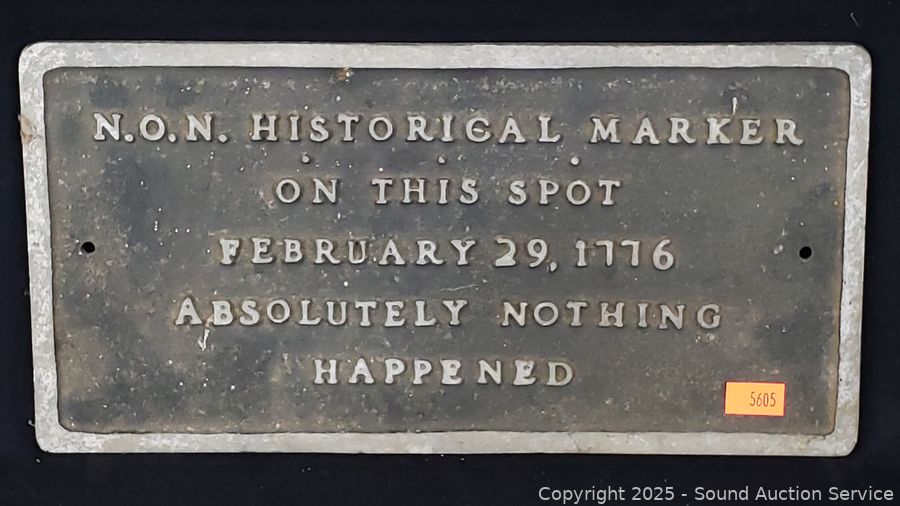 N.O.N. HISTORICAL MARKER
ON THIS SPOT
FEBRUARY 29, 1776
ABSOLUTELY NOTHING
HAPPENED
5605
Copyright 2025 - Sound Auction Service